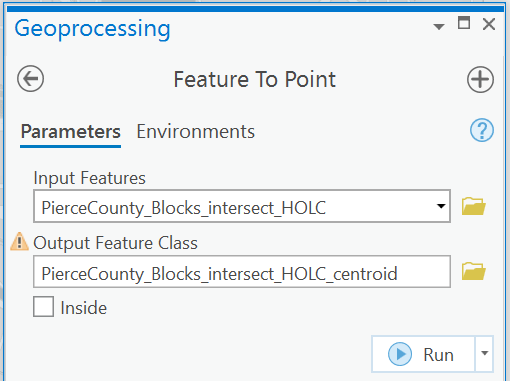 Geoprocessing
Feature To Point
Parameters Environments
Input Features
PierceCounty_Blocks_intersect_HOLC
Output Feature Class
PierceCounty_Blocks_intersect_HOLC_centroid
Inside
Run